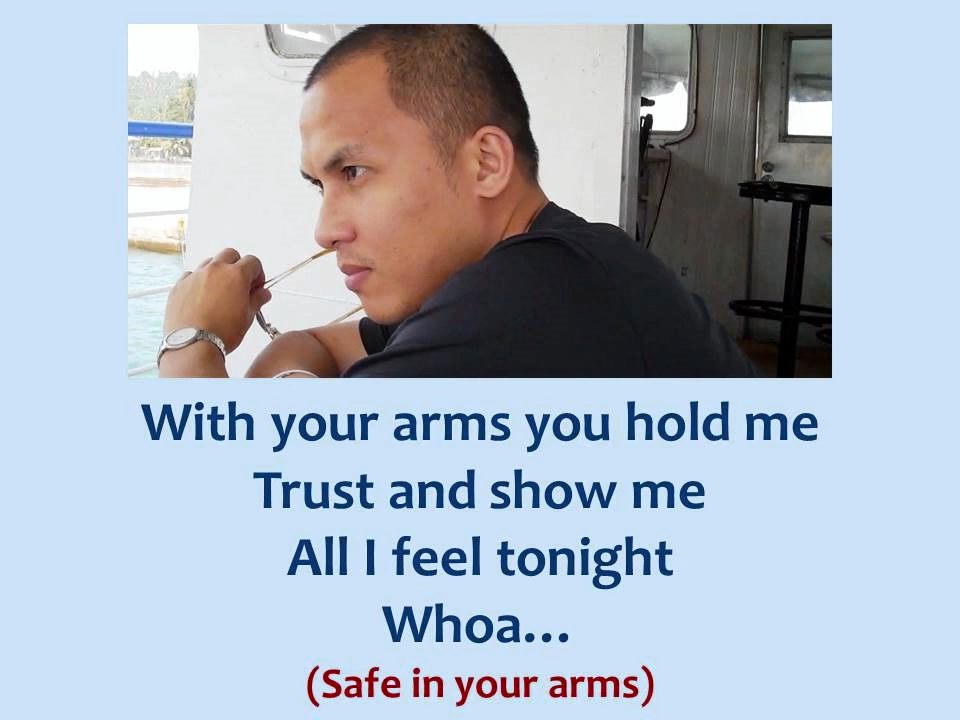 With your arms you hold me
Trust and show me
All I feel tonight
Whoa…
(Safe in your arms)